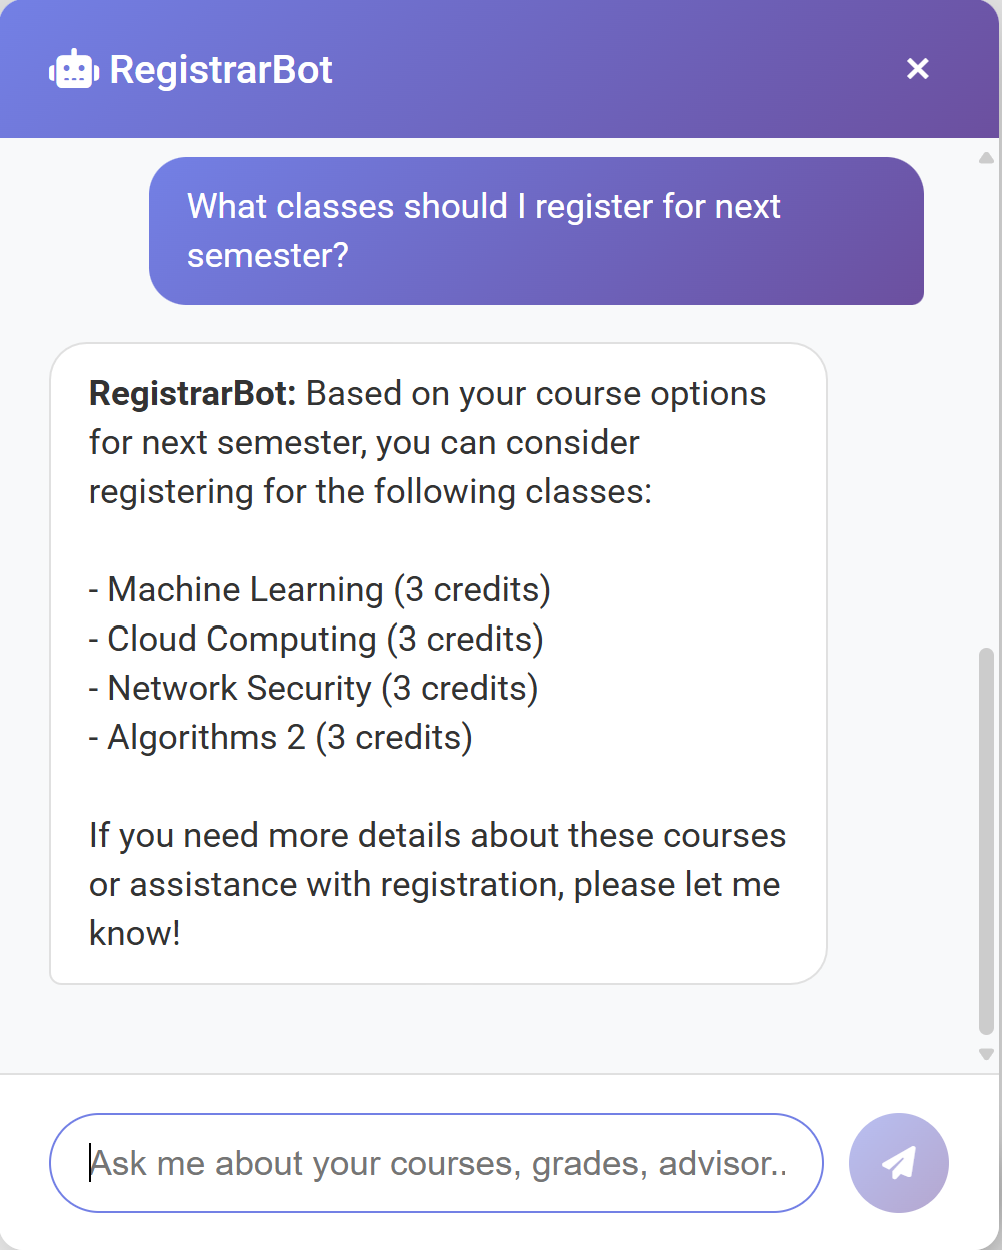 RegistrarBot
What classes should I register for next
semester?
RegistrarBot: Based on your course options
for next semester, you can consider
registering for the following classes:
- Machine Learning (3 credits)
- Cloud Computing (3 credits)
- Network Security (3 credits)
- Algorithms 2 (3 credits)
If you need more details about these courses
or assistance with registration, please let me
know!
Ask me about your courses, grades, advisor..